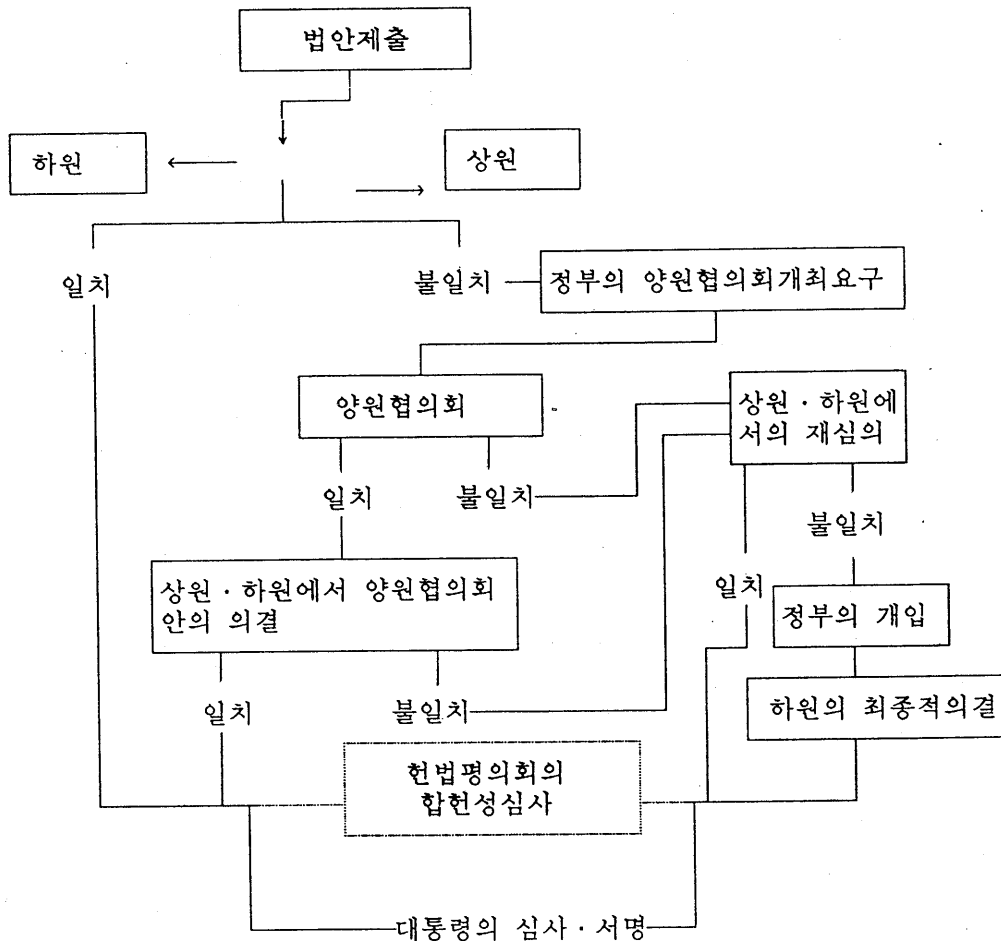 법안제출
하원
상원
일치
불일치
정부의 양원협의회개최요구
양원협의회
상원·하원에
서의 재심의
일치
불일치
불일치
일치
상원·하원에서 양원협의회
안의 의결
정부의 개입
일치
불일치
하원의 최종적의결
헌법평의회의
합헌성심사
대통령의 심사·서명